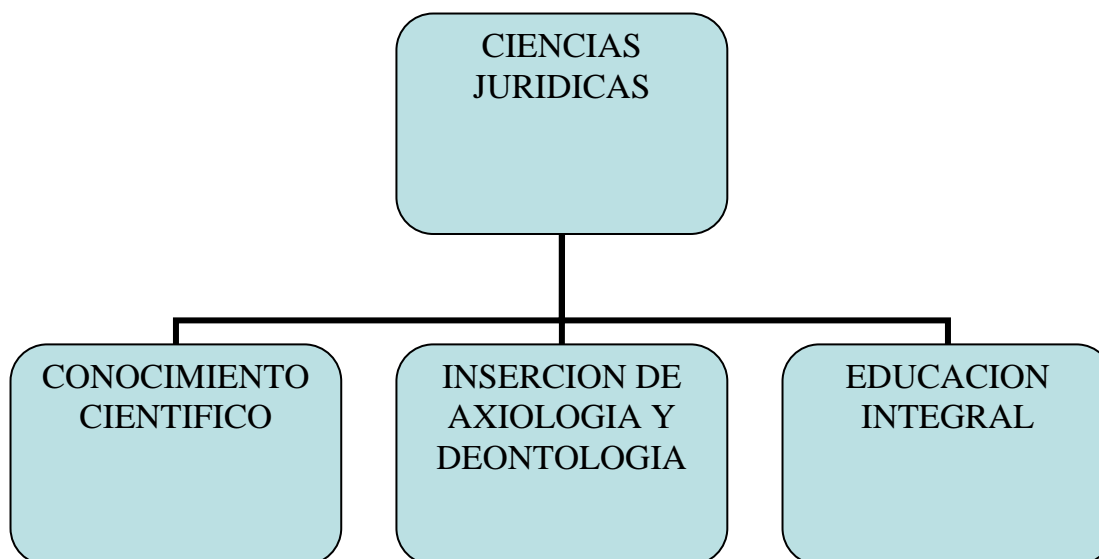 CIENCIAS
JURIDICAS
CONOCIMIENTO
CIENTIFICO
INSERCION DE
AXIOLOGIA Y
DEONTOLOGIA
EDUCACION
INTEGRAL